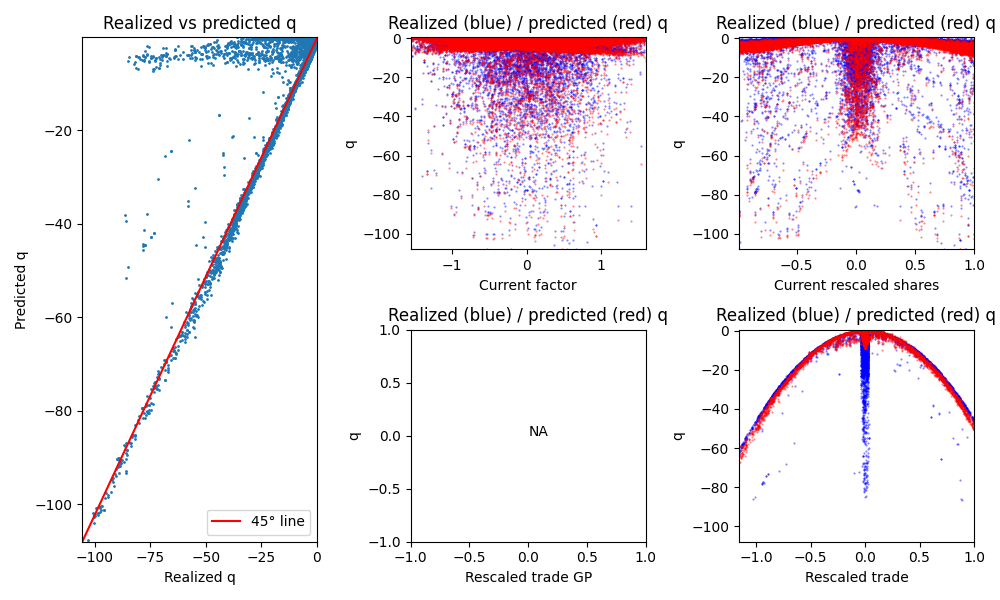 Realized vs predicted q
Predicted q
−20
−40
−60
−80
−100
−100
−75
−50
−25
0
Realized q
45° line
Realized (blue) / predicted (red) q
q
0
−20
−40
−60
−80
−100
−1
0
1
Current factor
Realized (blue) / predicted (red) q
q
0
−20
−40
−60
−80
−100
−0.5
0.0
0.5
1.0
Current rescaled shares
Realized (blue) / predicted (red) q
q
1.0
0.5
0.0
−0.5
−1.0
NA
−1.0
−0.5
0.0
0.5
1.0
Rescaled trade GP
Realized (blue) / predicted (red) q
q
0
−20
−40
−60
−80
−100
−1.0
−0.5
0.0
0.5
1.0
Rescaled trade